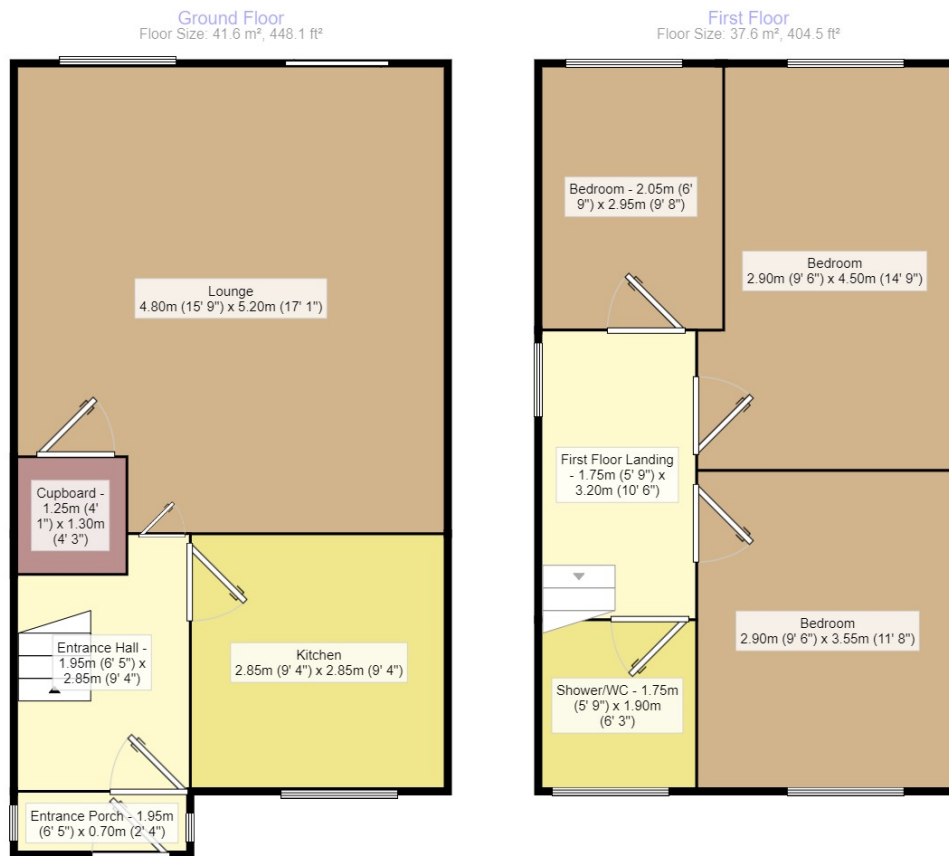 Ground Floor
Floor Size: 41.6 m², 448.1 ft²
First Floor
Floor Size: 37.6 m², 404.5 ft²
Lounge
4.80m (15' 9") x 5.20m (17' 1")
Cupboard -
1.25m (4'
1") x 1.30m
(4' 3")
Entrance Hall -
1.95m (6' 5") x
2.85m (9' 4")
Kitchen
2.85m (9' 4") x 2.85m (9' 4")
Entrance Porch - 1.95m
(6' 5") x 0.70m (2' 4")
Bedroom - 2.05m (6'
9") x 2.95m (9' 8")
Bedroom
2.90m (9' 6") x 4.50m (14' 9")
First Floor Landing
- 1.75m (5' 9") x
3.20m (10' 6")
Bedroom
2.90m (9' 6") x 3.55m (11' 8")
Shower/WC - 1.75m
(5' 9") x 1.90m
(6' 3")